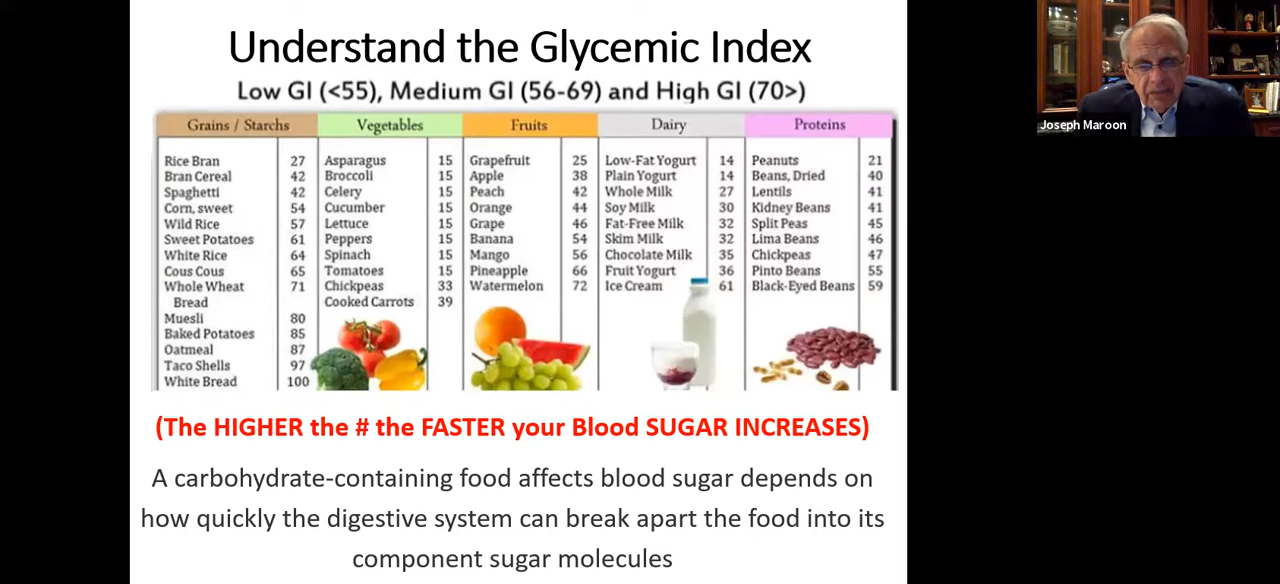 Understand the Glycemic Index
Low GI (<55), Medium GI (56-69) and High GI (70>)
Grains / Starchs
Rice Bran 27
Bran Cereal 42
Spaghetti 42
Corn, sweet 54
Wild Rice 57
Sweet Potatoes 61
White Rice 64
Cous Cous 65
Whole Wheat 71
Bread
Muesli 80
Baked Potatoes 85
Oatmeal 87
Taco Shells 97
White Bread 100
Vegetables
Asparagus 15
Broccoli 15
Celery 15
Cucumber 15
Lettuce 15
Peppers 15
Spinach 15
Tomatoes 15
Chickpeas 33
Cooked Carrots 39
Fruits
Grapefruit 25
Apple 38
Peach 42
Orange 44
Grape 46
Banana 54
Mango 56
Pineapple 66
Watermelon 72
Dairy
Low-Fat Yogurt 14
Plain Yogurt 14
Whole Milk 27
Soy Milk 30
Fat-Free Milk 32
Skim Milk 32
Chocolate Milk 35
Fruit Yogurt 36
Ice Cream 61
Proteins
Peanuts 21
Beans, Dried 40
Lentils 41
Kidney Beans 41
Split Peas 45
Lima Beans 46
Chickpeas 47
Pinto Beans 55
Black-Eyed Beans 59
(The HIGHER the # the FASTER your Blood SUGAR INCREASES)
A carbohydrate-containing food affects blood sugar depends on
how quickly the digestive system can break apart the food into its
component sugar molecules
Joseph Maroon